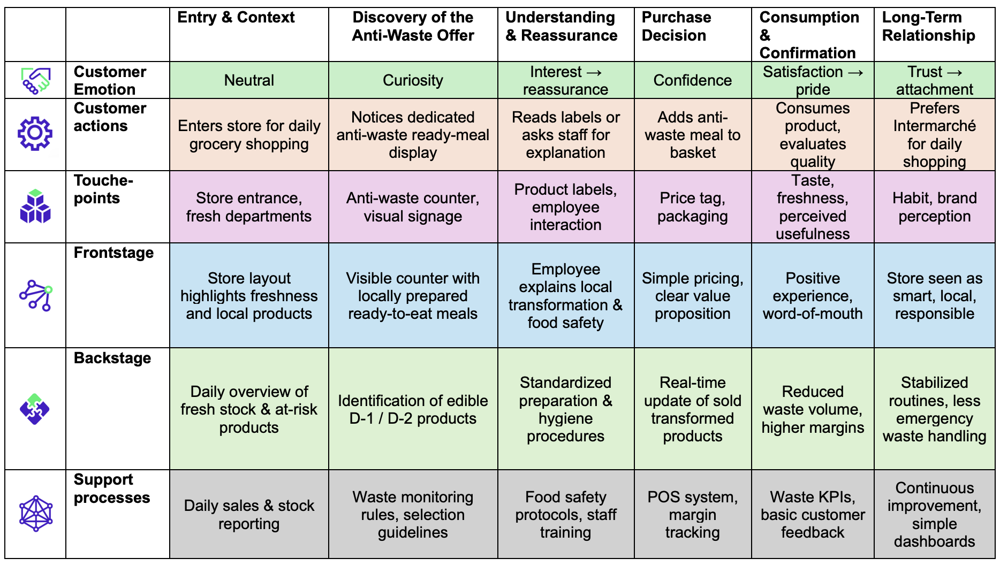 Entry & Context
Discovery of the
Anti-Waste Offer
Understanding
& Reassurance
Purchase
Decision
Consumption
&
Confirmation
Long-Term
Relationship
Customer
Emotion
Neutral
Curiosity
Interest →
reassurance
Confidence
Satisfaction →
pride
Trust →
attachment
Customer
actions
Enters store for daily
grocery shopping
Notices dedicated
anti-waste ready-meal
display
Reads labels or
asks staff for
explanation
Adds anti-
waste meal to
basket
Consumes
product,
evaluates
quality
Prefers
Intermarché
for daily
shopping
Touche-
points
Store entrance,
fresh departments
Anti-waste counter,
visual signage
Product labels,
employee
interaction
Price tag,
packaging
Taste,
freshness,
perceived
usefulness
Habit, brand
perception
Frontstage
Store layout
highlights freshness
and local products
Visible counter with
locally prepared
ready-to-eat meals
Employee
explains local
transformation &
food safety
Simple pricing,
clear value
proposition
Positive
experience,
word-of-mouth
Store seen as
smart, local,
responsible
Backstage
Daily overview of
fresh stock & at-risk
products
Identification of edible
D-1 / D-2 products
Standardized
preparation &
hygiene
procedures
Real-time
update of sold
transformed
products
Reduced
waste volume,
higher margins
Stabilized
routines, less
emergency
waste handling
Support
processes
Daily sales & stock
reporting
Waste monitoring
rules, selection
guidelines
Food safety
protocols, staff
training
POS system,
margin
tracking
Waste KPIs,
basic customer
feedback
Continuous
improvement,
simple
dashboards